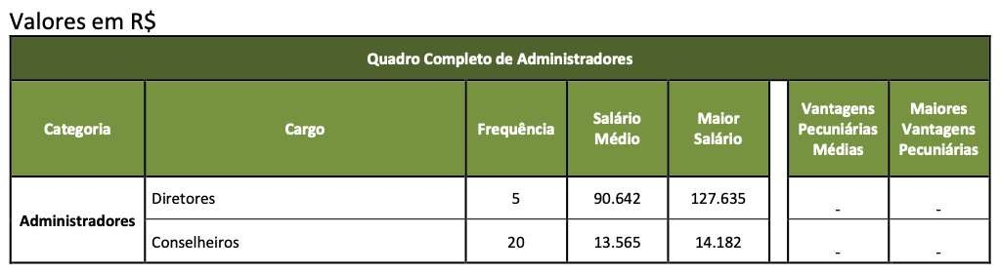 Valores em R$
Quadro Completo de Administradores
Categoria
Cargo
Frequência
Salário
Médio
Maior
Salário
Vantagens
Pecuniárias
Médias
Maiores
Vantagens
Pecuniárias
Administradores
Diretores
5
90.642
127.635
-
-
Conselheiros
20
13.565
14.182
-
-